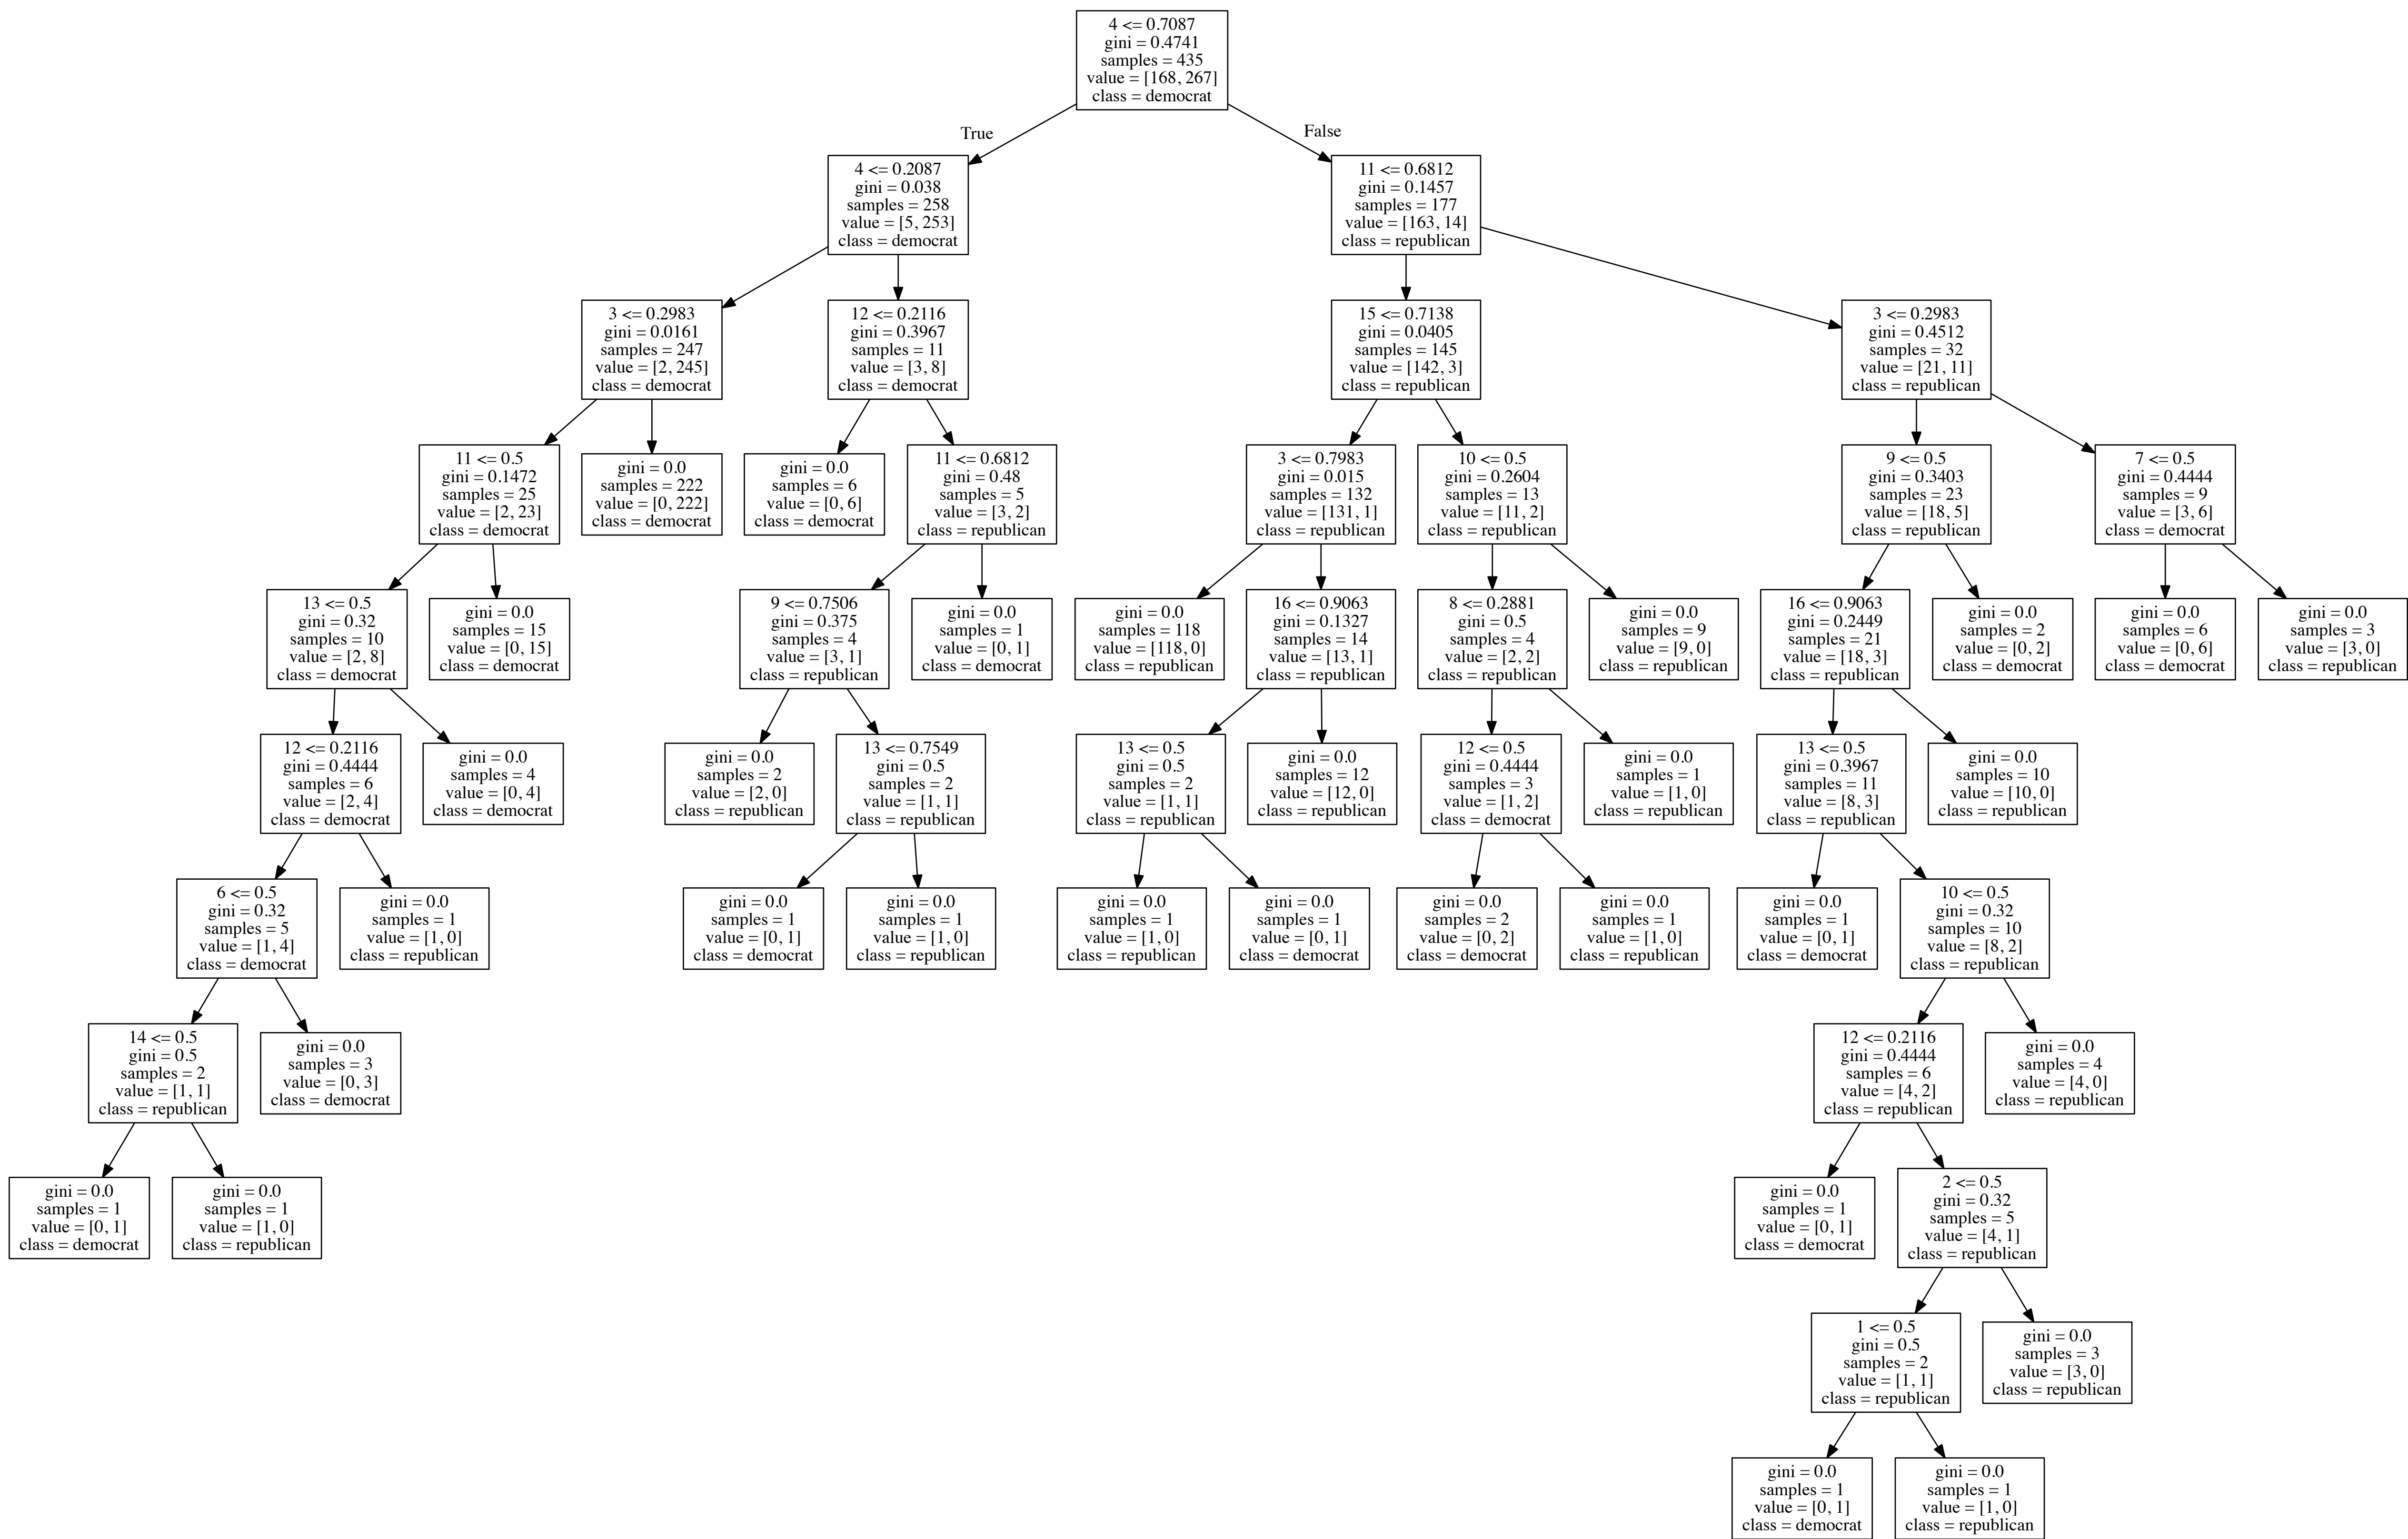 4 <= 0.7087
gini = 0.4741
samples = 435
value = [168, 267]
class = democrat
True
False
4 <= 0.2087
gini = 0.038
samples = 258
value = [5, 253]
class = democrat
11 <= 0.6812
gini = 0.1457
samples = 177
value = [163, 14]
class = republican
3 <= 0.2983
gini = 0.0161
samples = 247
value = [2, 245]
class = democrat
12 <= 0.2116
gini = 0.3967
samples = 11
value = [3, 8]
class = democrat
15 <= 0.7138
gini = 0.0405
samples = 145
value = [142, 3]
class = republican
3 <= 0.2983
gini = 0.4512
samples = 32
value = [21, 11]
class = republican
11 <= 0.5
gini = 0.1472
samples = 25
value = [2, 23]
class = democrat
gini = 0.0
samples = 222
value = [0, 222]
class = democrat
gini = 0.0
samples = 6
value = [0, 6]
class = democrat
11 <= 0.6812
gini = 0.48
samples = 5
value = [3, 2]
class = republican
3 <= 0.7983
gini = 0.015
samples = 132
value = [131, 1]
class = republican
10 <= 0.5
gini = 0.2604
samples = 13
value = [11, 2]
class = republican
9 <= 0.5
gini = 0.3403
samples = 23
value = [18, 5]
class = republican
7 <= 0.5
gini = 0.4444
samples = 9
value = [3, 6]
class = democrat
13 <= 0.5
gini = 0.32
samples = 10
value = [2, 8]
class = democrat
gini = 0.0
samples = 15
value = [0, 15]
class = democrat
9 <= 0.7506
gini = 0.375
samples = 4
value = [3, 1]
class = republican
gini = 0.0
samples = 1
value = [0, 1]
class = democrat
gini = 0.0
samples = 118
value = [118, 0]
class = republican
16 <= 0.9063
gini = 0.1327
samples = 14
value = [13, 1]
class = republican
8 <= 0.2881
gini = 0.5
samples = 4
value = [2, 2]
class = republican
gini = 0.0
samples = 9
value = [9, 0]
class = republican
16 <= 0.9063
gini = 0.2449
samples = 21
value = [18, 3]
class = republican
gini = 0.0
samples = 2
value = [0, 2]
class = democrat
gini = 0.0
samples = 6
value = [0, 6]
class = democrat
gini = 0.0
samples = 3
value = [3, 0]
class = republican
12 <= 0.2116
gini = 0.4444
samples = 6
value = [2, 4]
class = democrat
gini = 0.0
samples = 4
value = [0, 4]
class = democrat
gini = 0.0
samples = 2
value = [2, 0]
class = republican
13 <= 0.7549
gini = 0.5
samples = 2
value = [1, 1]
class = republican
13 <= 0.5
gini = 0.5
samples = 2
value = [1, 1]
class = republican
gini = 0.0
samples = 12
value = [12, 0]
class = republican
12 <= 0.5
gini = 0.4444
samples = 3
value = [1, 2]
class = democrat
gini = 0.0
samples = 1
value = [1, 0]
class = republican
13 <= 0.5
gini = 0.3967
samples = 11
value = [8, 3]
class = republican
gini = 0.0
samples = 10
value = [10, 0]
class = republican
6 <= 0.5
gini = 0.32
samples = 5
value = [1, 4]
class = democrat
gini = 0.0
samples = 1
value = [1, 0]
class = republican
gini = 0.0
samples = 1
value = [0, 1]
class = democrat
gini = 0.0
samples = 1
value = [1, 0]
class = republican
gini = 0.0
samples = 1
value = [1, 0]
class = republican
gini = 0.0
samples = 1
value = [0, 1]
class = democrat
gini = 0.0
samples = 2
value = [0, 2]
class = democrat
gini = 0.0
samples = 1
value = [1, 0]
class = republican
gini = 0.0
samples = 1
value = [0, 1]
class = democrat
10 <= 0.5
gini = 0.32
samples = 10
value = [8, 2]
class = republican
14 <= 0.5
gini = 0.5
samples = 2
value = [1, 1]
class = republican
gini = 0.0
samples = 3
value = [0, 3]
class = democrat
12 <= 0.2116
gini = 0.4444
samples = 6
value = [4, 2]
class = republican
gini = 0.0
samples = 4
value = [4, 0]
class = republican
gini = 0.0
samples = 1
value = [0, 1]
class = democrat
gini = 0.0
samples = 1
value = [1, 0]
class = republican
gini = 0.0
samples = 1
value = [0, 1]
class = democrat
2 <= 0.5
gini = 0.32
samples = 5
value = [4, 1]
class = republican
1 <= 0.5
gini = 0.5
samples = 2
value = [1, 1]
class = republican
gini = 0.0
samples = 3
value = [3, 0]
class = republican
gini = 0.0
samples = 1
value = [0, 1]
class = democrat
gini = 0.0
samples = 1
value = [1, 0]
class = republican